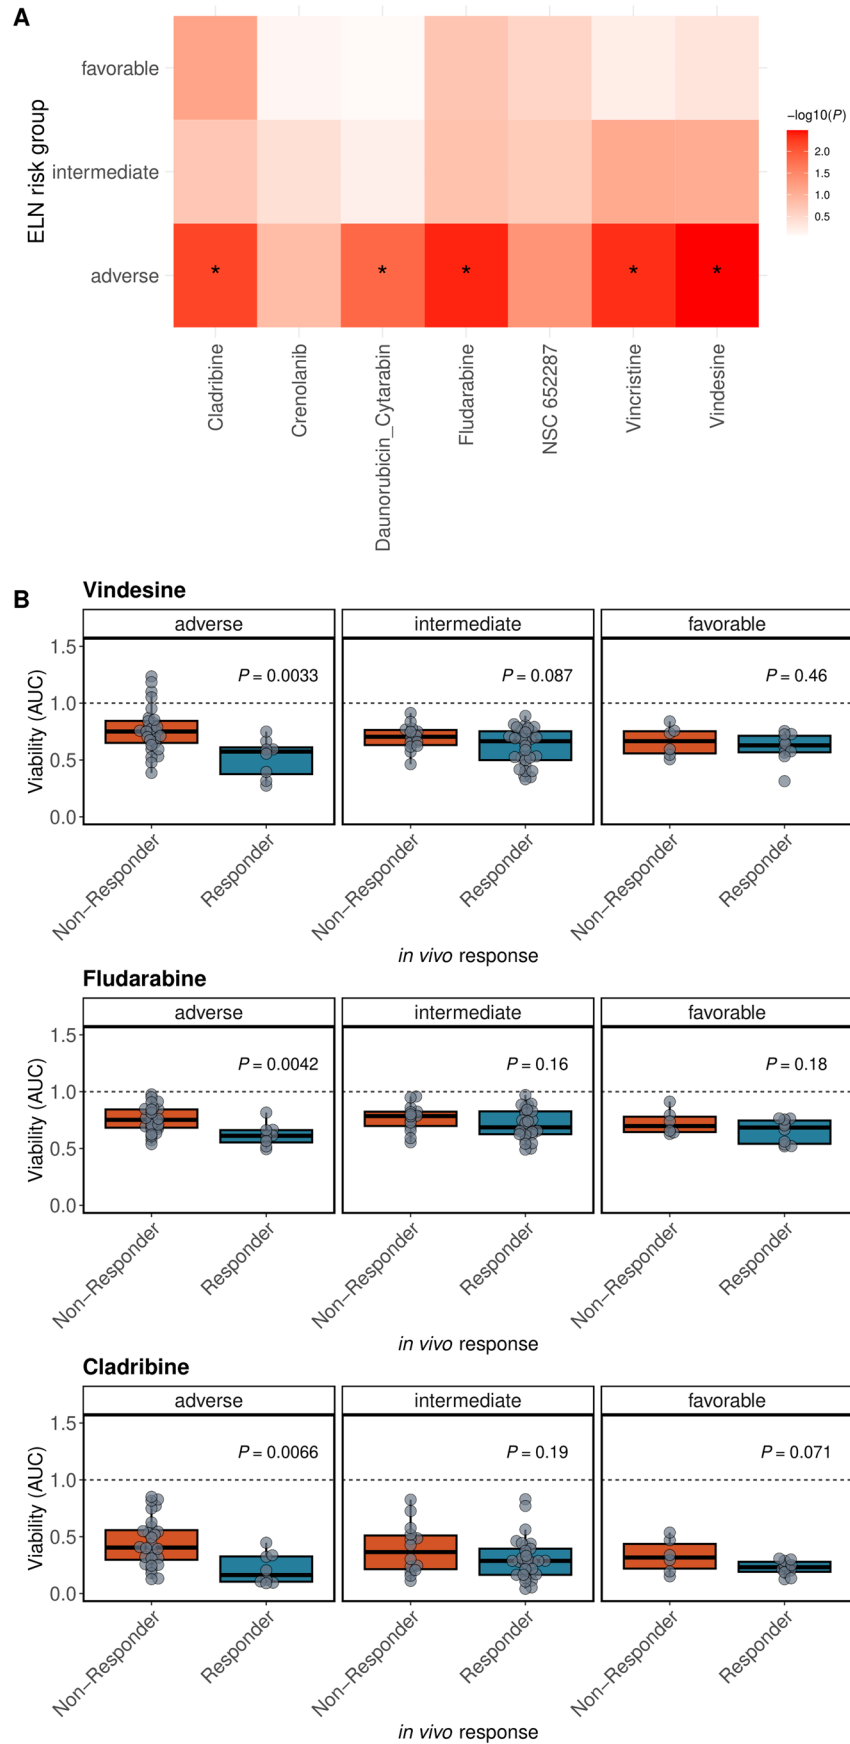 A
favorable
intermediate
adverse
ELN risk group
*
*
*
*
*
Cladribine
Crenolanib
Daunorubicin_Cytarabin
Fludarabine
NSC 652287
Vincristine
Vindesine
−log10(P)
2.0
1.5
1.0
0.5
B
Vindesine
adverse
intermediate
favorable
Viability (AUC)
1.5
1.0
0.5
0.0
P = 0.0033
P = 0.087
P = 0.46
Non−Responder
Responder
Non−Responder
Responder
Non−Responder
Responder
in vivo response
Fludarabine
adverse
intermediate
favorable
Viability (AUC)
1.5
1.0
0.5
0.0
P = 0.0042
P = 0.16
P = 0.18
Non−Responder
Responder
Non−Responder
Responder
Non−Responder
Responder
in vivo response
Cladribine
adverse
intermediate
favorable
Viability (AUC)
1.5
1.0
0.5
0.0
P = 0.0066
P = 0.19
P = 0.071
Non−Responder
Responder
Non−Responder
Responder
Non−Responder
Responder
in vivo response